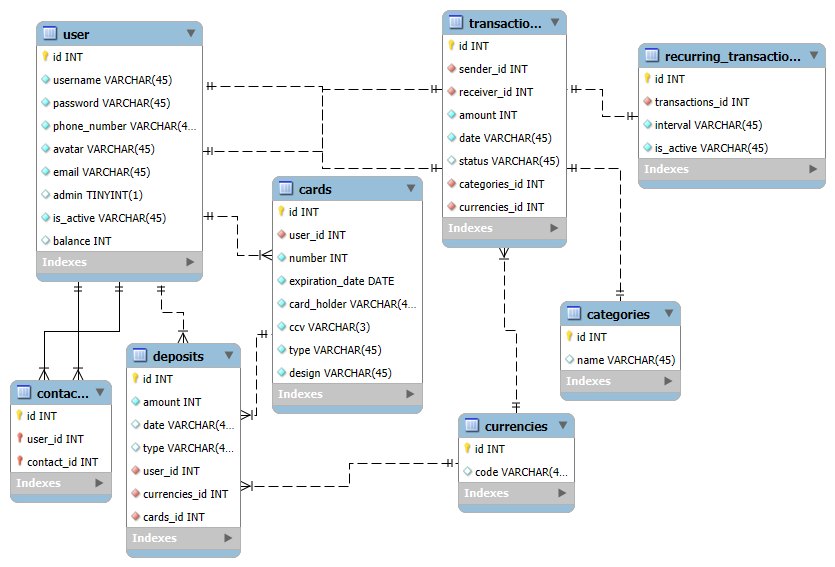 user
id INT
username VARCHAR(45)
password VARCHAR(45)
phone_number VARCHAR(4...
avatar VARCHAR(45)
email VARCHAR(45)
admin TINYINT(1)
is_active VARCHAR(45)
balance INT
Indexes
transactio...
id INT
sender_id INT
receiver_id INT
amount INT
date VARCHAR(45)
status VARCHAR(45)
categories_id INT
currencies_id INT
Indexes
recurring_transactio...
id INT
transactions_id INT
interval VARCHAR(45)
is_active VARCHAR(45)
Indexes
cards
id INT
user_id INT
number INT
expiration_date DATE
card_holder VARCHAR(4...
ccv VARCHAR(3)
type VARCHAR(45)
design VARCHAR(45)
Indexes
categories
id INT
name VARCHAR(45)
Indexes
deposits
id INT
amount INT
date VARCHAR(4...
type VARCHAR(4...
user_id INT
currencies_id INT
cards_id INT
Indexes
contac...
id INT
user_id INT
contact_id INT
Indexes
currencies
id INT
code VARCHAR(4...
Indexes